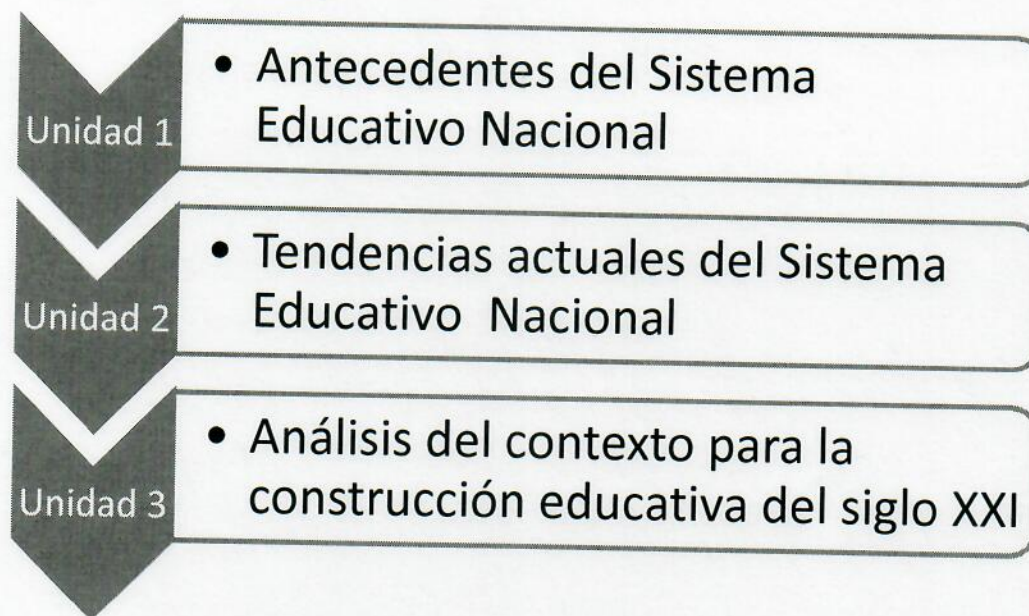 Unidad 1
• Antecedentes del Sistema
Educativo Nacional
Unidad 2
• Tendencias actuales del Sistema
Educativo Nacional
Unidad 3
• Análisis del contexto para la
construcción educativa del siglo XXI